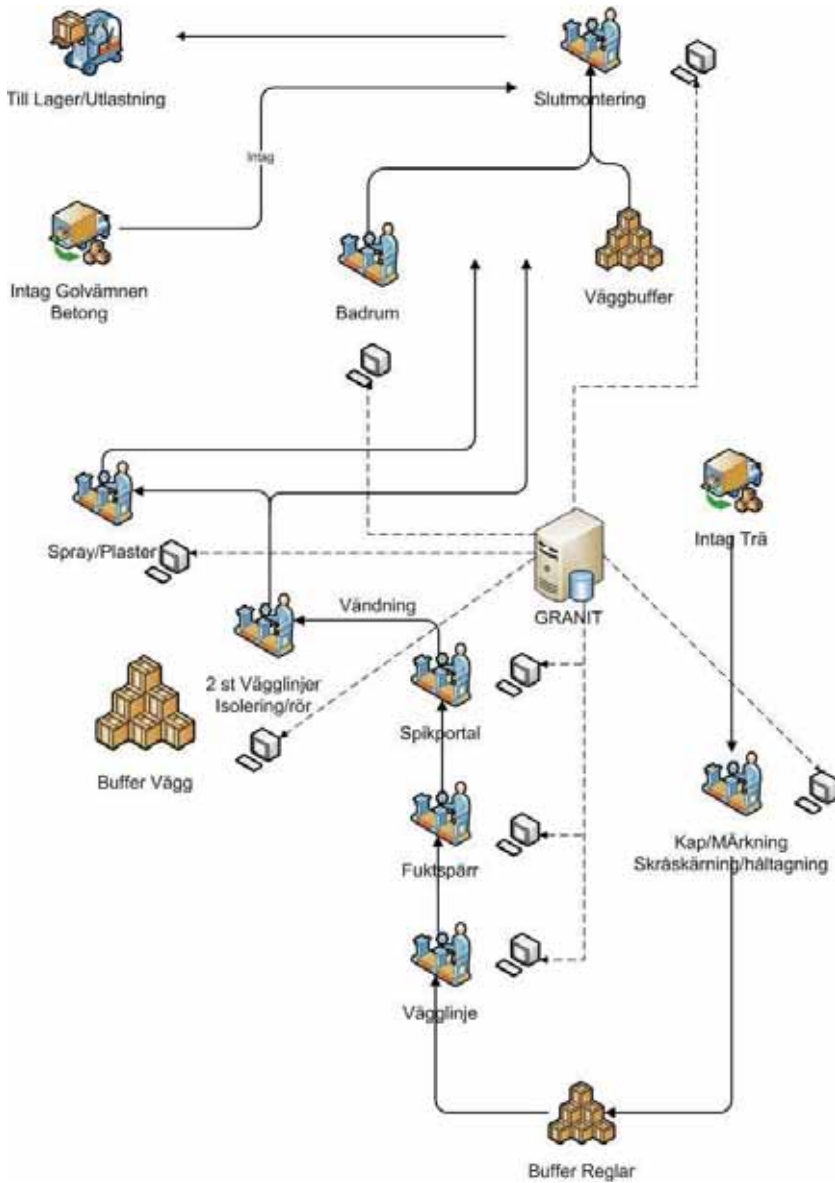 Till Lager/Utlastning
Slutmontering
Intag
Intag Golvämnen
Betong
Badrum
Väggbuffer
Spray/Plaster
Intag Trä
GRANIT
Vändning
2 st Vägglinjer
Isolering/rör
Spikportal
Buffer Vägg
Kap/MÄrkning
Skråskärning/håltagning
Fuktspärr
Vägglinje
Buffer Reglar